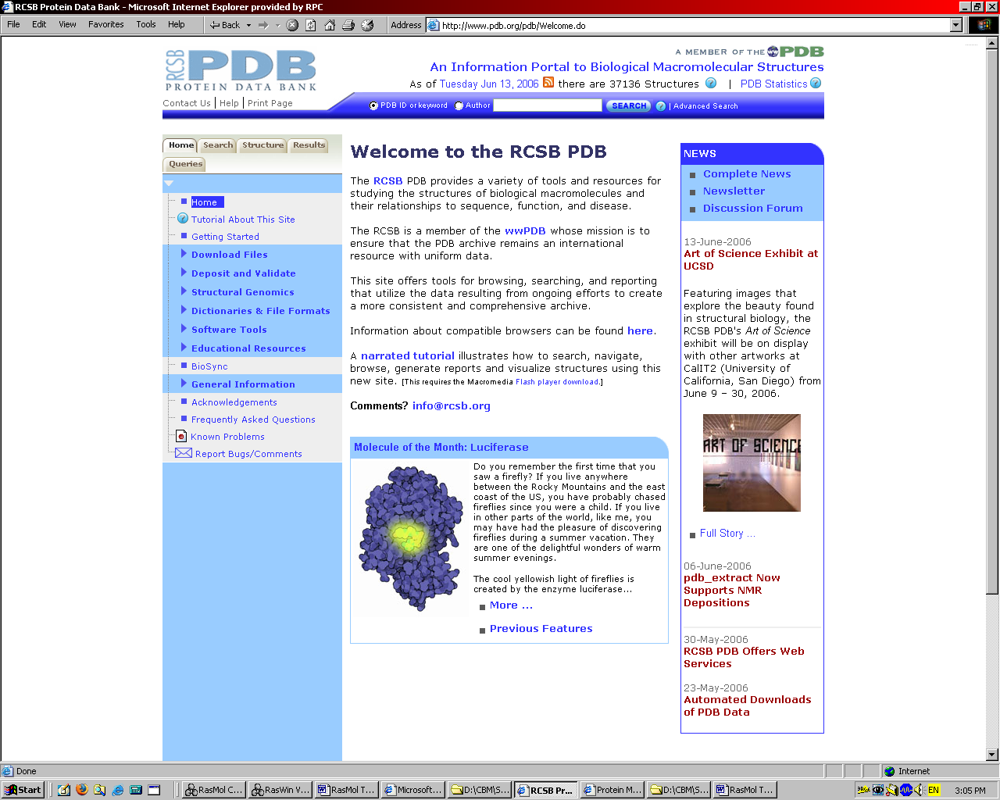 RCSB Protein Data Bank - Microsoft Internet Explorer provided by RPC
File Edit View Favorites Tools Help
Back
Address http://www.pdb.org/pdb/Welcome.do
RCSB PDB
PROTEIN DATA BANK
A MEMBER OF THE PDB
An Information Portal to Biological Macromolecular Structures
As of Tuesday Jun 13, 2006 there are 37136 Structures | PDB Statistics
Contact Us | Help | Print Page
PDB ID or keyword Author SEARCH | Advanced Search
Home Search Structure Results
Queries
Home
Tutorial About This Site
Getting Started
Download Files
Deposit and Validate
Structural Genomics
Dictionaries & File Formats
Software Tools
Educational Resources
BioSync
General Information
Acknowledgements
Frequently Asked Questions
Known Problems
Report Bugs/Comments
Welcome to the RCSB PDB
The RCSB PDB provides a variety of tools and resources for
studying the structures of biological macromolecules and
their relationships to sequence, function, and disease.
The RCSB is a member of the wwPDB whose mission is to
ensure that the PDB archive remains an international
resource with uniform data.
This site offers tools for browsing, searching, and reporting
that utilize the data resulting from ongoing efforts to create
a more consistent and comprehensive archive.
Information about compatible browsers can be found here.
A narrated tutorial illustrates how to search, navigate,
browse, generate reports and visualize structures using this
new site. [This requires the Macromedia Flash player download.]
Comments? info@rcsb.org
Molecule of the Month: Luciferase
Do you remember the first time that you
saw a firefly? If you live anywhere
between the Rocky Mountains and the east
coast of the US, you have probably chased
fireflies since you were a child. If you live
in other parts of the world, like me, you
may have had the pleasure of discovering
fireflies during a summer vacation. They
are one of the delightful wonders of warm
summer evenings.
The cool yellowish light of fireflies is
created by the enzyme luciferase...
More ...
Previous Features
NEWS
Complete News
Newsletter
Discussion Forum
13-June-2006
Art of Science Exhibit at
UCSD
Featuring images that
explore the beauty found
in structural biology, the
RCSB PDB's Art of Science
exhibit will be on display
with other artworks at
CalIT2 (University of
California, San Diego) from
June 9 – 30, 2006.
ART OF SCIENCE
Full Story ...
06-June-2006
pdb_extract Now
Supports NMR
Depositions
30-May-2006
RCSB PDB Offers Web
Services
23-May-2006
Automated Downloads
of PDB Data
Done Internet
Start RasMol C... RasWin V... RasMol T... Microsoft... D:\CBM\S... RCSB Pr... Protein M... D:\CBM\S... RasMol T... EN 3:05 PM